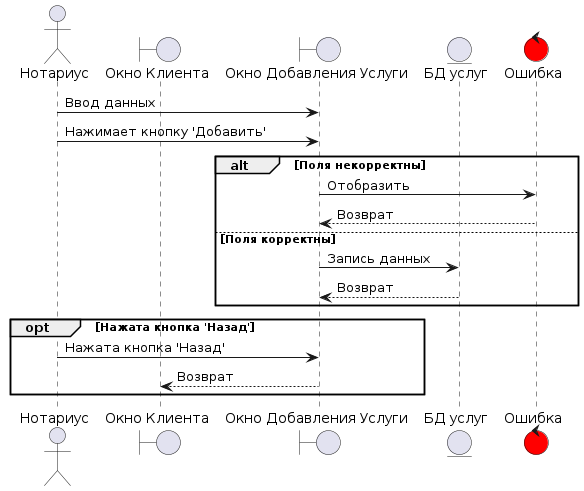 Нотариус
Окно Клиента
Окно Добавления Услуги
БД услуг
Ошибка
Ввод данных
Нажимает кнопку 'Добавить'
alt
[Поля некорректны]
Отобразить
Возврат
[Поля корректны]
Запись данных
Возврат
opt
[Нажата кнопка 'Назад']
Нажата кнопка 'Назад'
Возврат
Нотариус
Окно Клиента
Окно Добавления Услуги
БД услуг
Ошибка